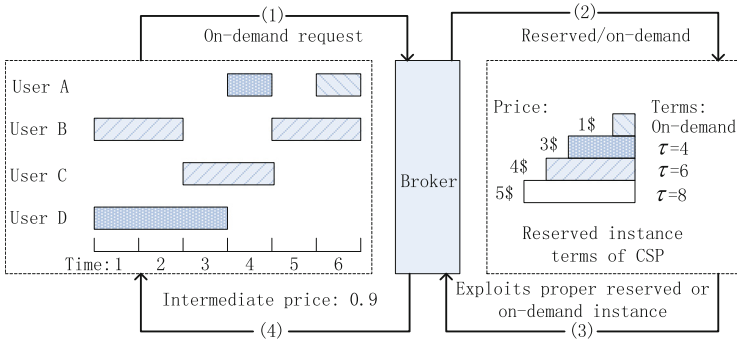 (1)
(2)
On-demand request
Reserved/on-demand
User A
User B
User C
User D
Time: 1 2 3 4 5 6
Broker
Price:
Terms:
1$
On-demand
3$
τ=4
4$
τ=6
5$
τ=8
Reserved instance
terms of CSP
Intermediate price: 0.9
Exploits proper reserved or
on-demand instance
(4)
(3)